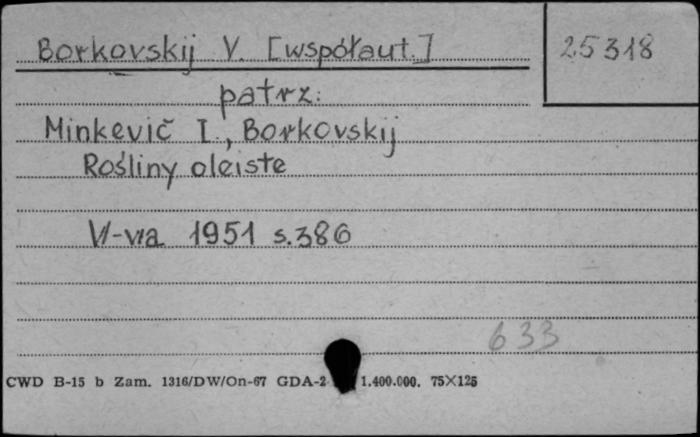 Borkovskij V. [współaut.]
25318
patrz:
Minkevič I., Borkovskij
Rośliny oleiste
W-wa 1951 s.386
633
CWD B-15 b Zam. 1316/DW/On-67 GDA-2 1.400.000. 75X125